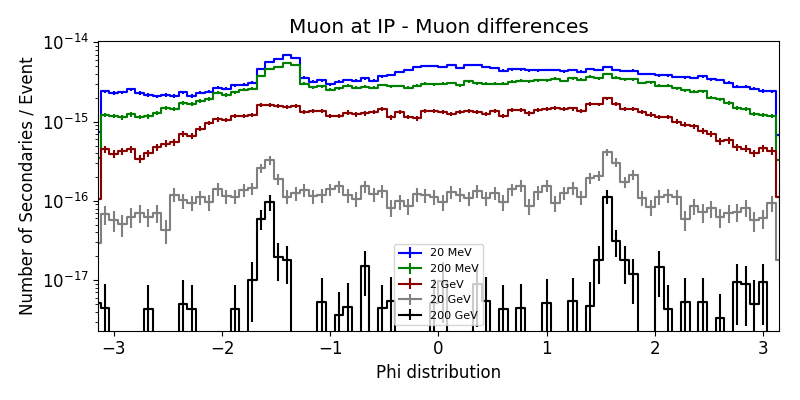 Muon at IP - Muon differences
Number of Secondaries / Event
10⁻¹⁴
10⁻¹⁵
10⁻¹⁶
10⁻¹⁷
20 MeV
200 MeV
2 GeV
20 GeV
200 GeV
−3
−2
−1
0
1
2
3
Phi distribution